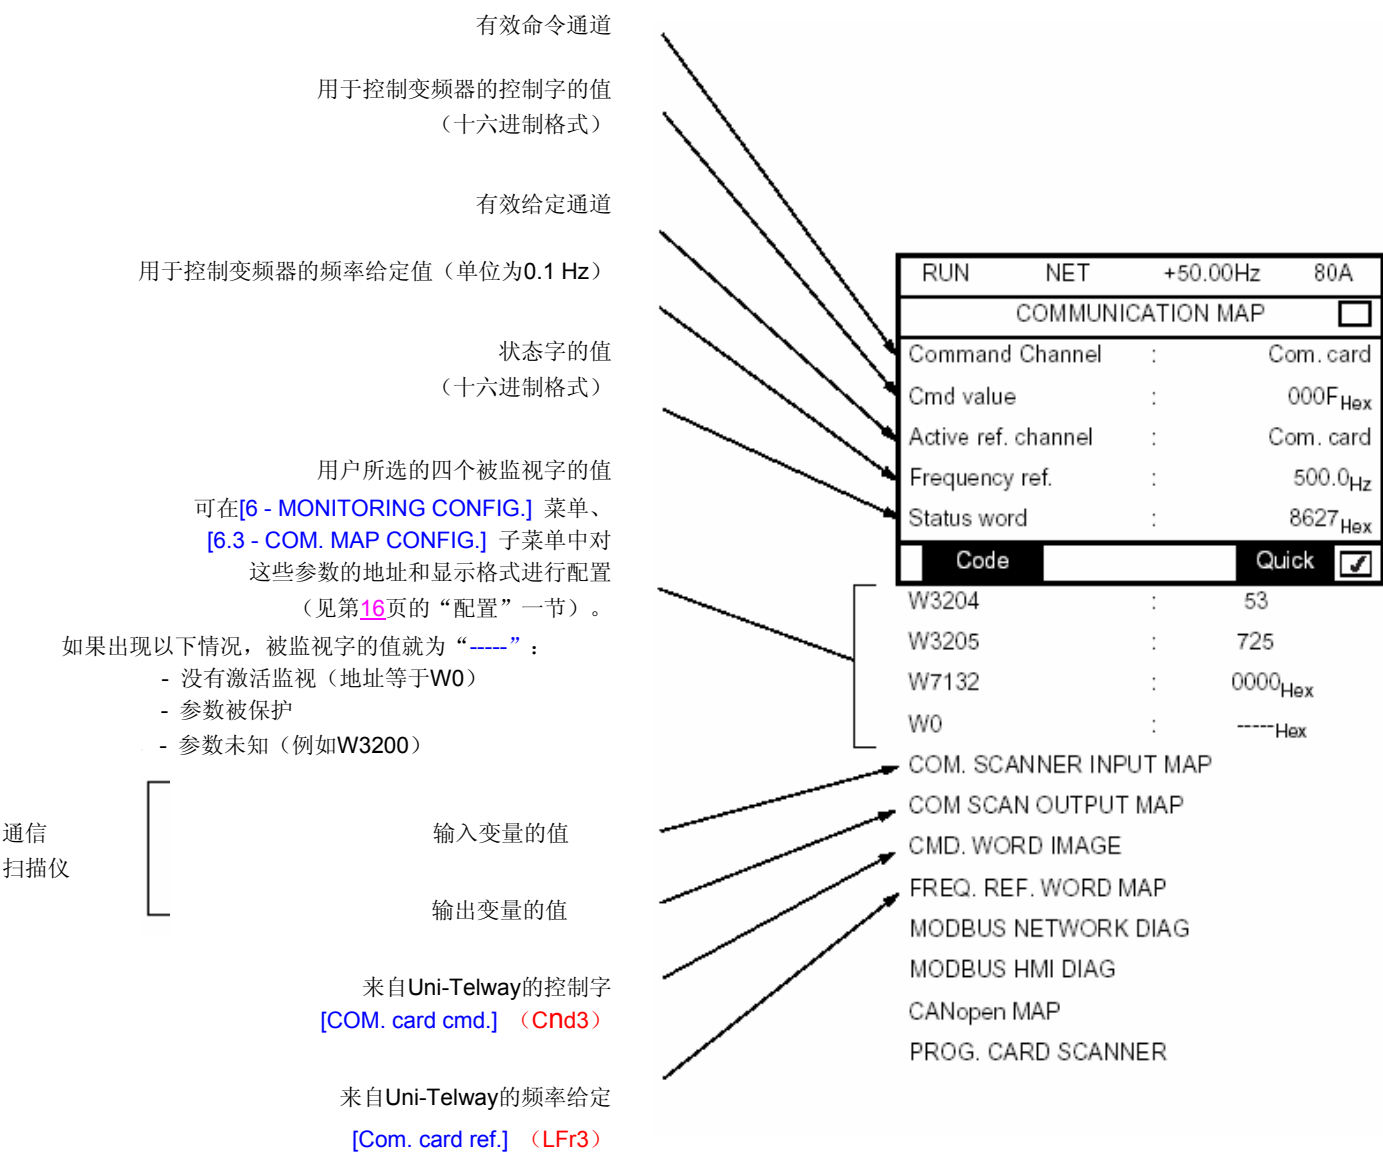 有效命令通道
用于控制变频器的控制字的值
（十六进制格式）
有效给定通道
用于控制变频器的频率给定值（单位为0.1 Hz）
状态字的值
（十六进制格式）
用户所选的四个被监视字的值
可在[6 - MONITORING CONFIG.] 菜单、
[6.3 - COM. MAP CONFIG.] 子菜单中对
这些参数的地址和显示格式进行配置
（见第16页的“配置”一节）。
如果出现以下情况，被监视字的值就为“-----”：
- 没有激活监视（地址等于W0）
- 参数被保护
- 参数未知（例如W3200）
通信
扫描仪
输入变量的值
输出变量的值
来自Uni-Telway的控制字
[COM. card cmd.] （Cnd3）
来自Uni-Telway的频率给定
[Com. card ref.] （LFr3）
RUN NET +50.00Hz 80A
COMMUNICATION MAP
Command Channel : Com. card
Cmd value : 000FHex
Active ref. channel : Com. card
Frequency ref. : 500.0Hz
Status word : 8627Hex
Code Quick
W3204 : 53
W3205 : 725
W7132 : 0000Hex
W0 : -----Hex
COM. SCANNER INPUT MAP
COM SCAN OUTPUT MAP
CMD. WORD IMAGE
FREQ. REF. WORD MAP
MODBUS NETWORK DIAG
MODBUS HMI DIAG
CANopen MAP
PROG. CARD SCANNER